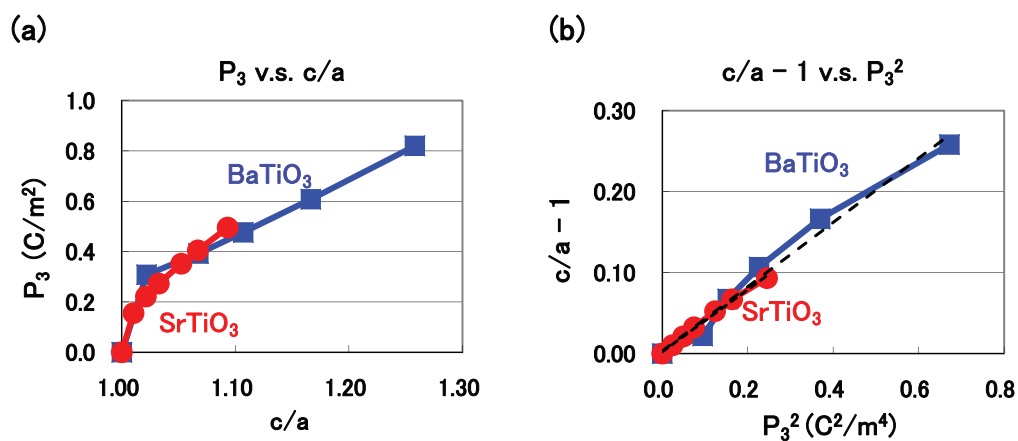 (a)
P₃ v.s. c/a
P₃ (C/m²)
1.0
0.8
0.6
0.4
0.2
0.0
BaTiO₃
SrTiO₃
1.00 1.10 1.20 1.30
c/a
(b)
c/a − 1 v.s. P₃²
c/a − 1
0.30
0.20
0.10
0.00
BaTiO₃
SrTiO₃
0.0 0.2 0.4 0.6 0.8
P₃² (C²/m⁴)